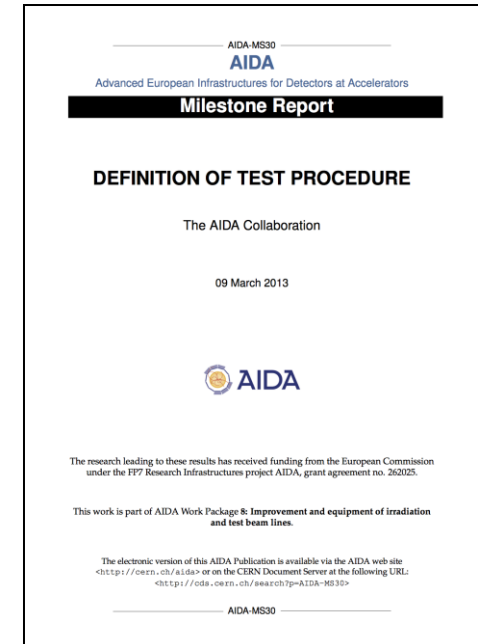 AIDA-MS30
AIDA
Advanced European Infrastructures for Detectors at Accelerators
Milestone Report
DEFINITION OF TEST PROCEDURE
The AIDA Collaboration
09 March 2013
AIDA
The research leading to these results has received funding from the European Commission
under the FP7 Research Infrastructures project AIDA, grant agreement no. 262025.
This work is part of AIDA Work Package 8: Improvement and equipment of irradiation
and test beam lines.
The electronic version of this AIDA Publication is available via the AIDA web site
<http://cern.ch/aida> or on the CERN Document Server at the following URL:
<http://cds.cern.ch/search?p=AIDA-MS30>
AIDA-MS30